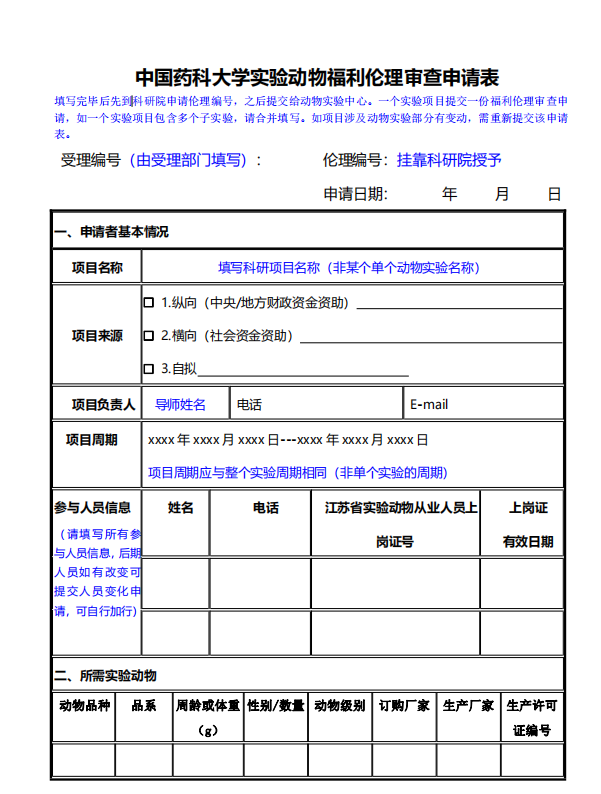 中国药科大学实验动物福利伦理审查申请表
填写完毕后先到科研院申请伦理编号，之后提交给动物实验中心。一个实验项目提交一份福利伦理审查申
请，如一个实验项目包含多个子实验，请合并填写。如项目涉及动物实验部分有变动，需重新提交该申请
表。
受理编号（由受理部门填写）： 伦理编号：挂靠科研院授予
申请日期： 年 月 日
一、申请者基本情况
项目名称 填写科研项目名称（非某个单个动物实验名称）
项目来源
1.纵向（中央/地方财政资金资助）
2.横向（社会资金资助）
3.自拟
项目负责人 导师姓名 电话 E-mail
项目周期 xxxx 年 xxxx 月 xxxx 日---xxxx 年 xxxx 月 xxxx 日
项目周期应与整个实验周期相同（非单个实验的周期）
参与人员信息 姓名 电话 江苏省实验动物从业人员上 上岗证
岗证号 有效日期
（请填写所有参
与人员信息，后期
人员如有改变可
提交人员变化申
请，可自行加行）
二、所需实验动物
动物品种 品系 周龄或体重 性别/数量 动物级别 订购厂家 生产厂家 生产许可
（g） 证编号